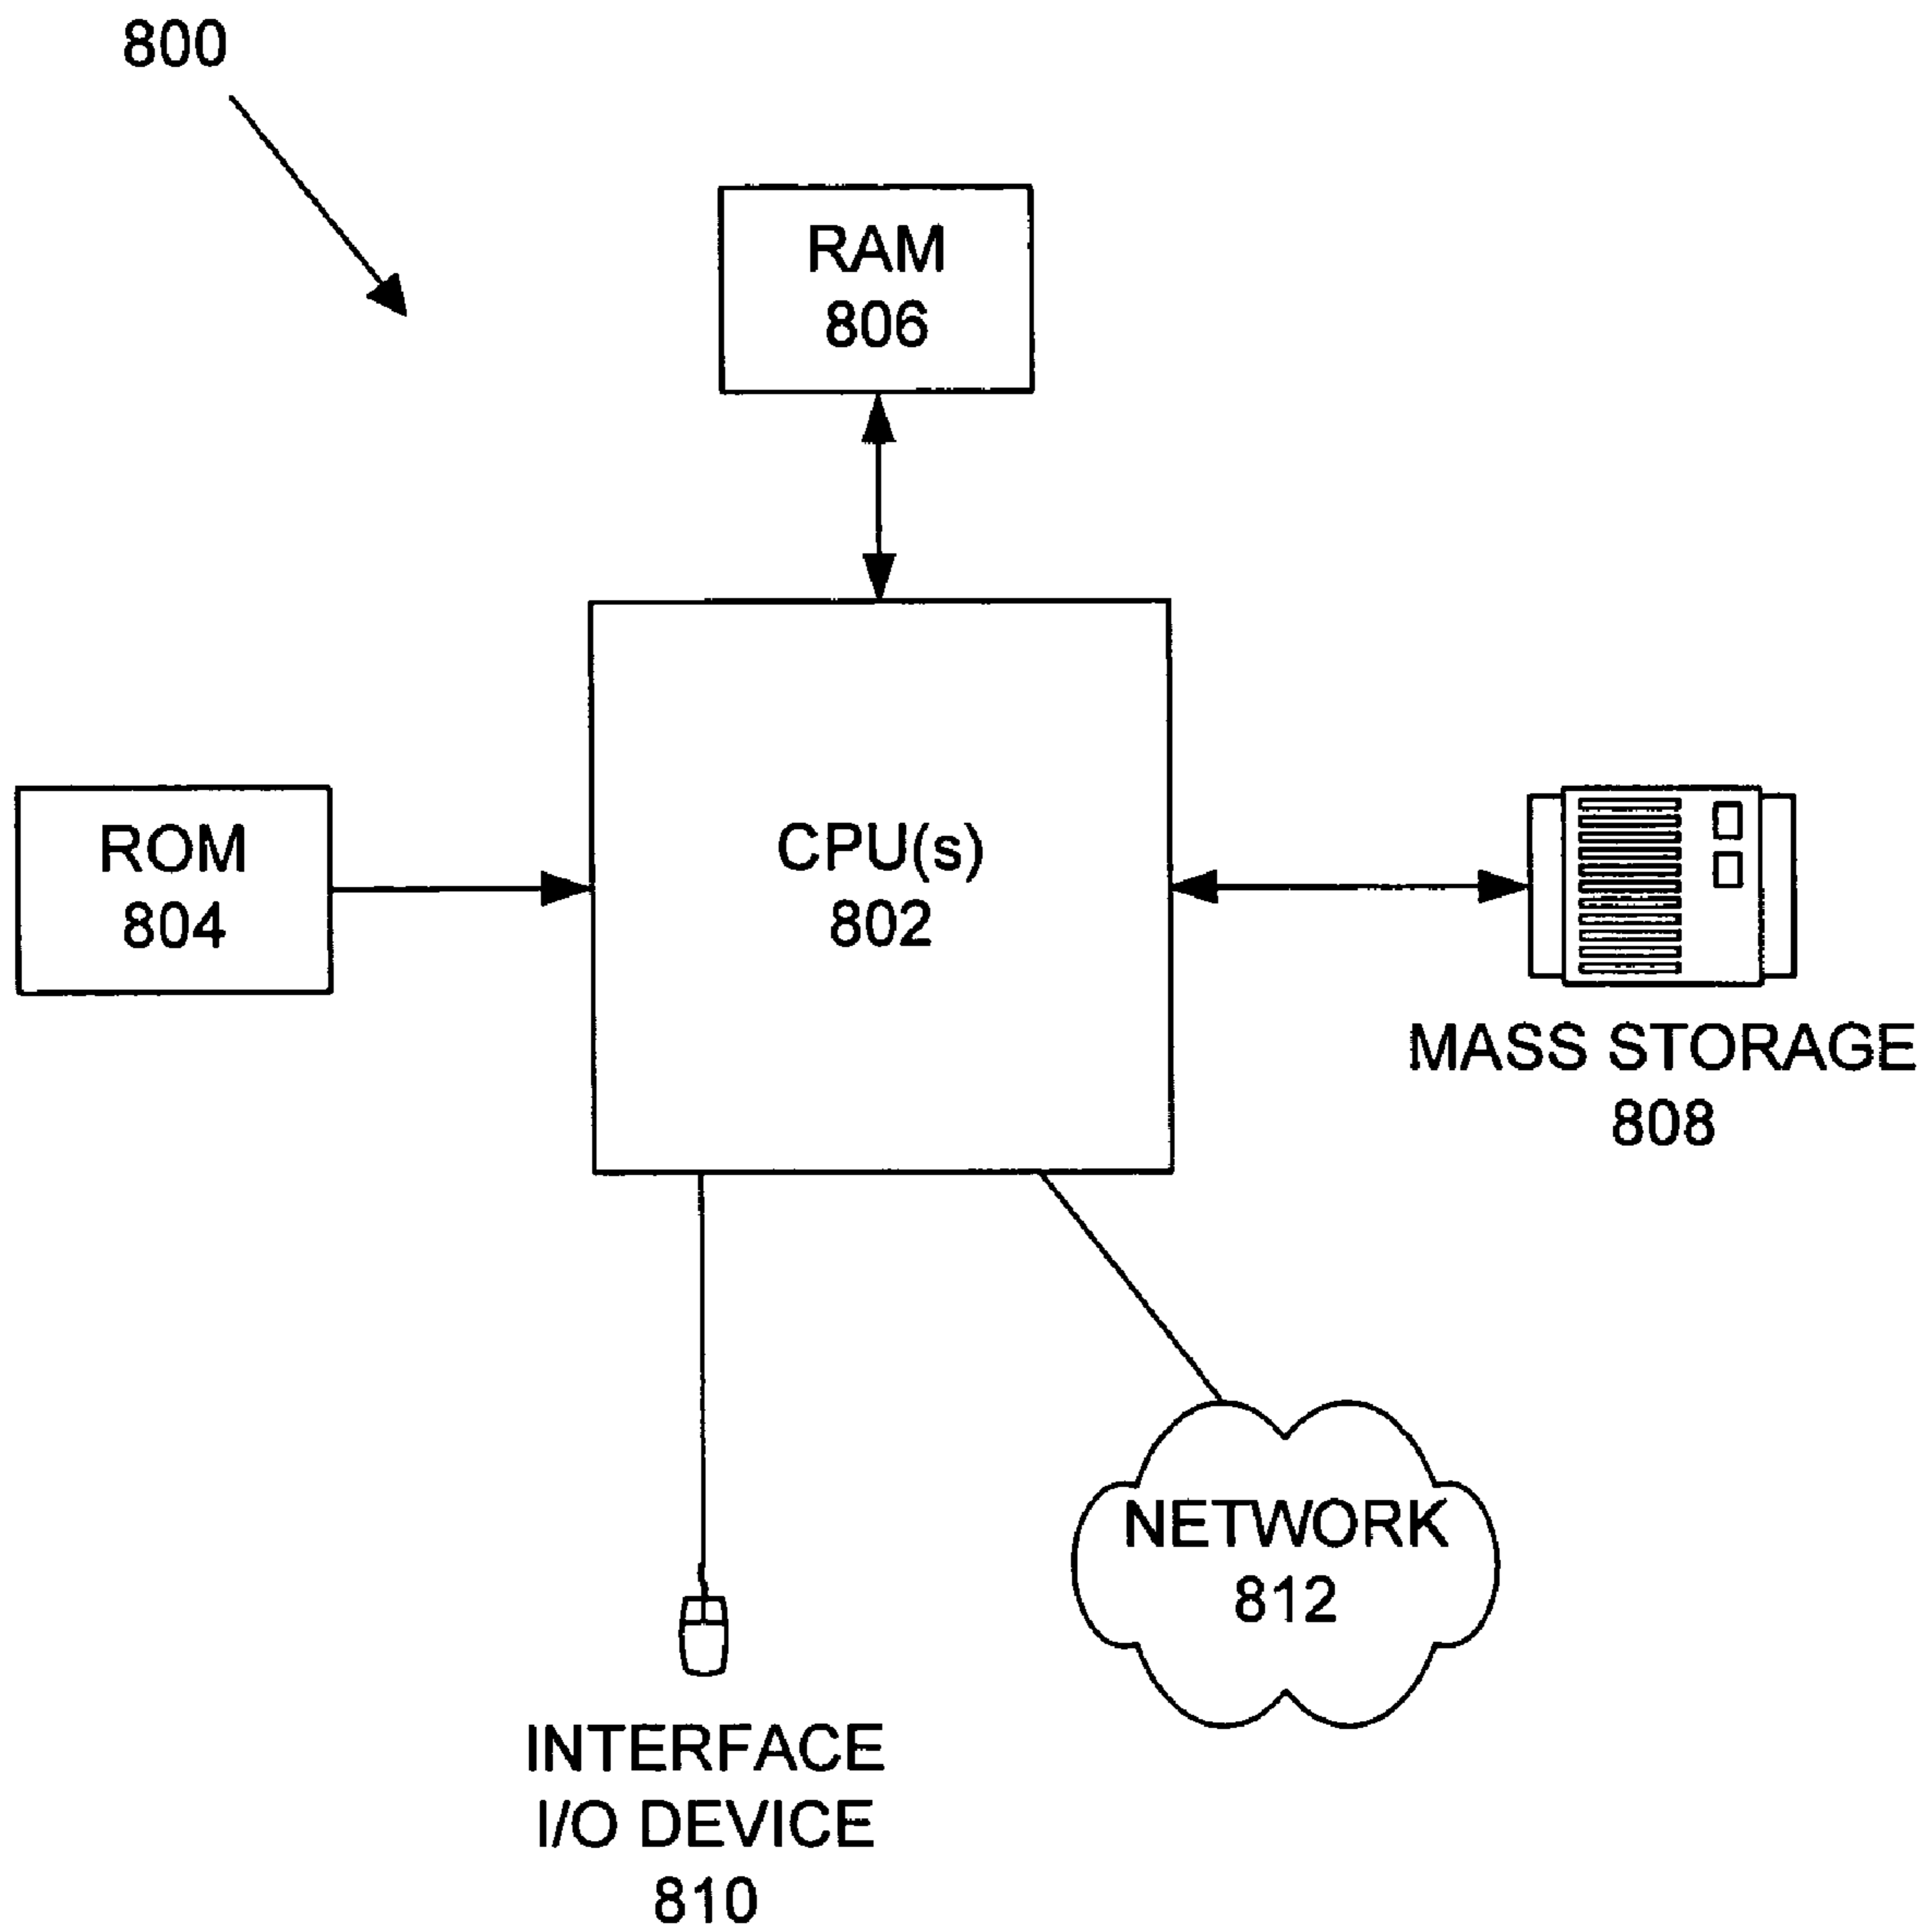 800
RAM
806
ROM
804
CPU(s)
802
MASS STORAGE
808
NETWORK
812
INTERFACE
I/O DEVICE
810